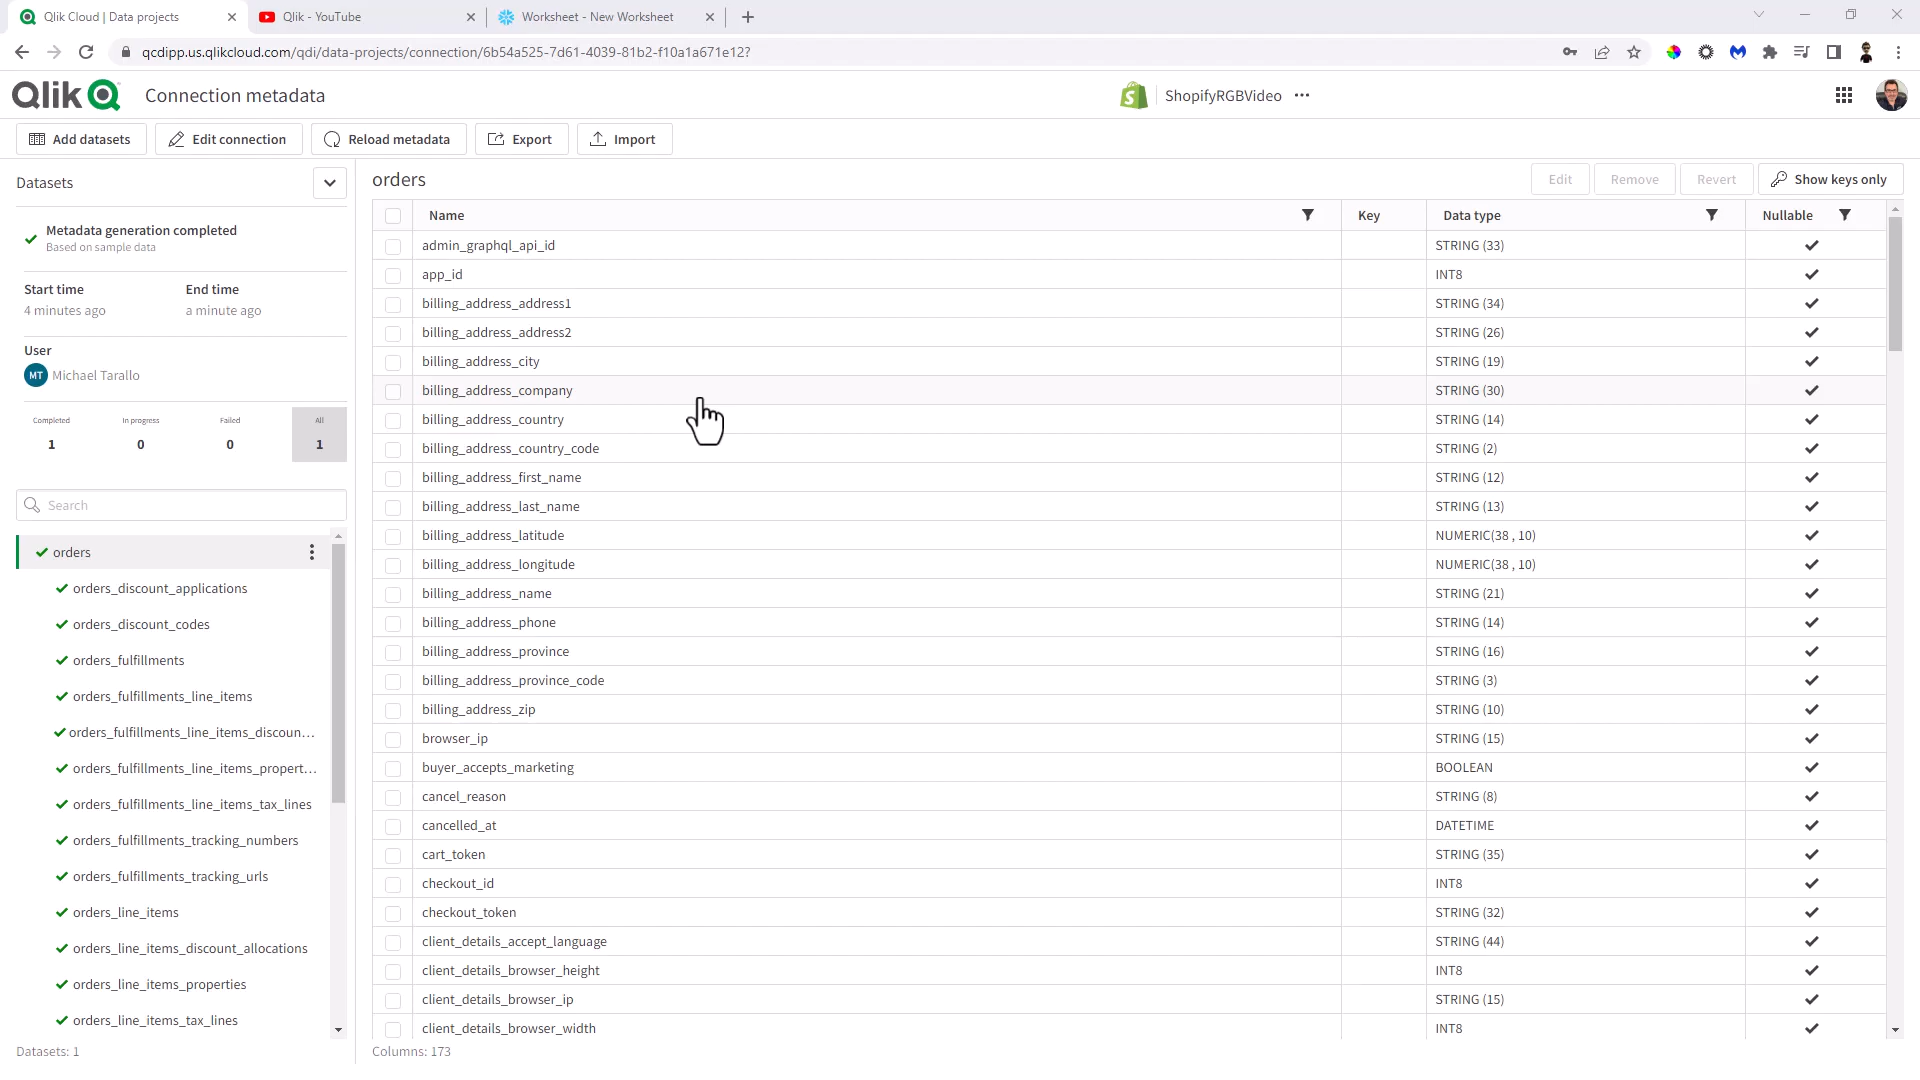 Qlik Cloud | Data projects
Qlik - YouTube
Worksheet - New Worksheet
qcdipp.us.qlikcloud.com/qdi/data-projects/connection/6b54a525-7d61-4039-81b2-f10a1a671e12?
Qlik
Connection metadata
ShopifyRGBVideo
Add datasets
Edit connection
Reload metadata
Export
Import
Datasets
Metadata generation completed
Based on sample data
Start time End time
4 minutes ago a minute ago
User
MT Michael Tarallo
Completed In progress Failed All
1 0 0 1
Search
orders
orders_discount_applications
orders_discount_codes
orders_fulfillments
orders_fulfillments_line_items
orders_fulfillments_line_items_discoun...
orders_fulfillments_line_items_propert...
orders_fulfillments_line_items_tax_lines
orders_fulfillments_tracking_numbers
orders_fulfillments_tracking_urls
orders_line_items
orders_line_items_discount_allocations
orders_line_items_properties
orders_line_items_tax_lines
Datasets: 1
orders
Edit Remove Revert Show keys only
Name Key Data type Nullable
admin_graphql_api_id STRING (33)
app_id INT8
billing_address_address1 STRING (34)
billing_address_address2 STRING (26)
billing_address_city STRING (19)
billing_address_company STRING (30)
billing_address_country STRING (14)
billing_address_country_code STRING (2)
billing_address_first_name STRING (12)
billing_address_last_name STRING (13)
billing_address_latitude NUMERIC(38 , 10)
billing_address_longitude NUMERIC(38 , 10)
billing_address_name STRING (21)
billing_address_phone STRING (14)
billing_address_province STRING (16)
billing_address_province_code STRING (3)
billing_address_zip STRING (10)
browser_ip STRING (15)
buyer_accepts_marketing BOOLEAN
cancel_reason STRING (8)
cancelled_at DATETIME
cart_token STRING (35)
checkout_id INT8
checkout_token STRING (32)
client_details_accept_language STRING (44)
client_details_browser_height INT8
client_details_browser_ip STRING (15)
client_details_browser_width INT8
Columns: 173